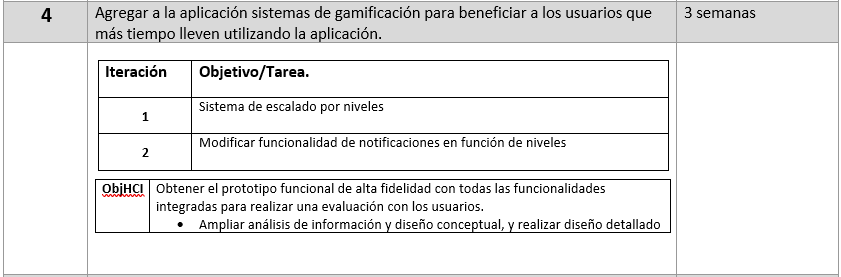 4
Agregar a la aplicación sistemas de gamificación para beneficiar a los usuarios que
más tiempo lleven utilizando la aplicación.
3 semanas
Iteración Objetivo/Tarea.
1 Sistema de escalado por niveles
2 Modificar funcionalidad de notificaciones en función de niveles
ObjHCI Obtener el prototipo funcional de alta fidelidad con todas las funcionalidades
integradas para realizar una evaluación con los usuarios.
• Ampliar análisis de información y diseño conceptual, y realizar diseño detallado